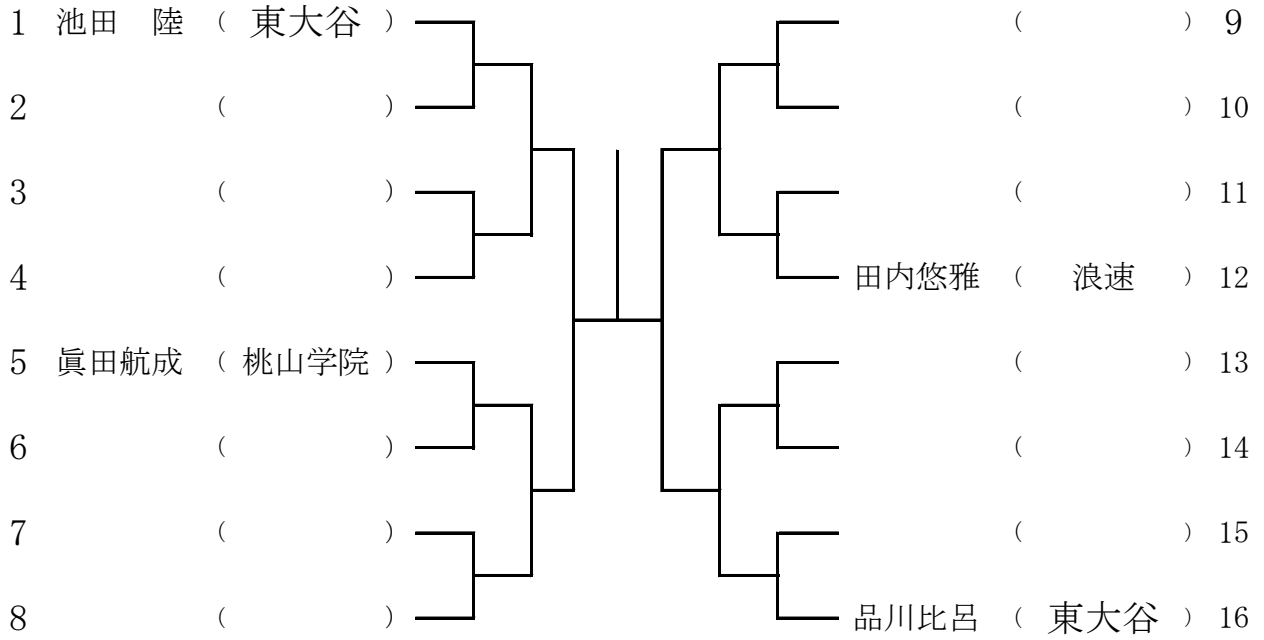 1 池田　陸 ( 東大谷 ) ( ) 9
2 ( ) ( ) 10
3 ( ) ( ) 11
4 ( ) 田内悠雅 ( 浪速 ) 12
5 眞田航成 ( 桃山学院 ) ( ) 13
6 ( ) ( ) 14
7 ( ) ( ) 15
8 ( ) 品川比呂 ( 東大谷 ) 16